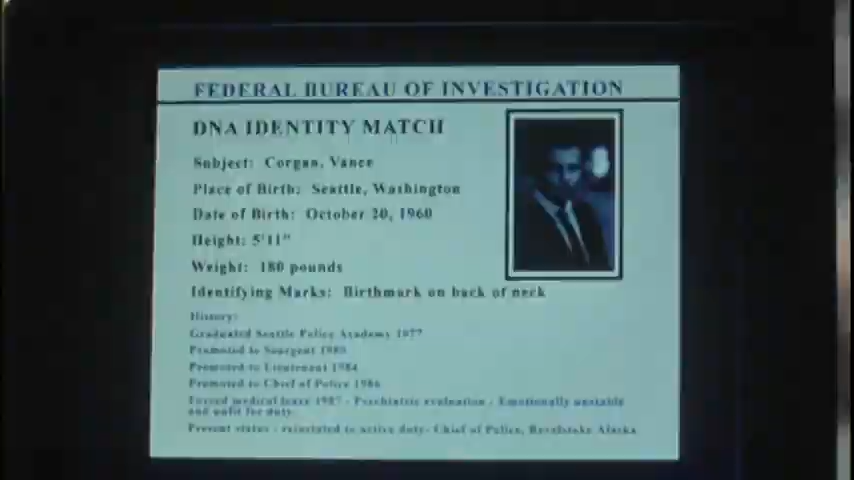 FEDERAL BUREAU OF INVESTIGATION
DNA IDENTITY MATCH
Subject: Corgan, Vance
Place of Birth: Seattle, Washington
Date of Birth: October 20, 1960
Height: 5'11"
Weight: 180 pounds
Identifying Marks: Birthmark on back of neck
History:
Graduated Seattle Police Academy 1977
Promoted to 1980
Promoted to Lieutenant 1984
Promoted to Chief of Police 1986
Forced medical leave 1987 - Psychiatric evaluation - Emotionally unstable
and unfit for duty.
Present status - reinstated to active duty- Chief of Police, Revelstoke Alaska